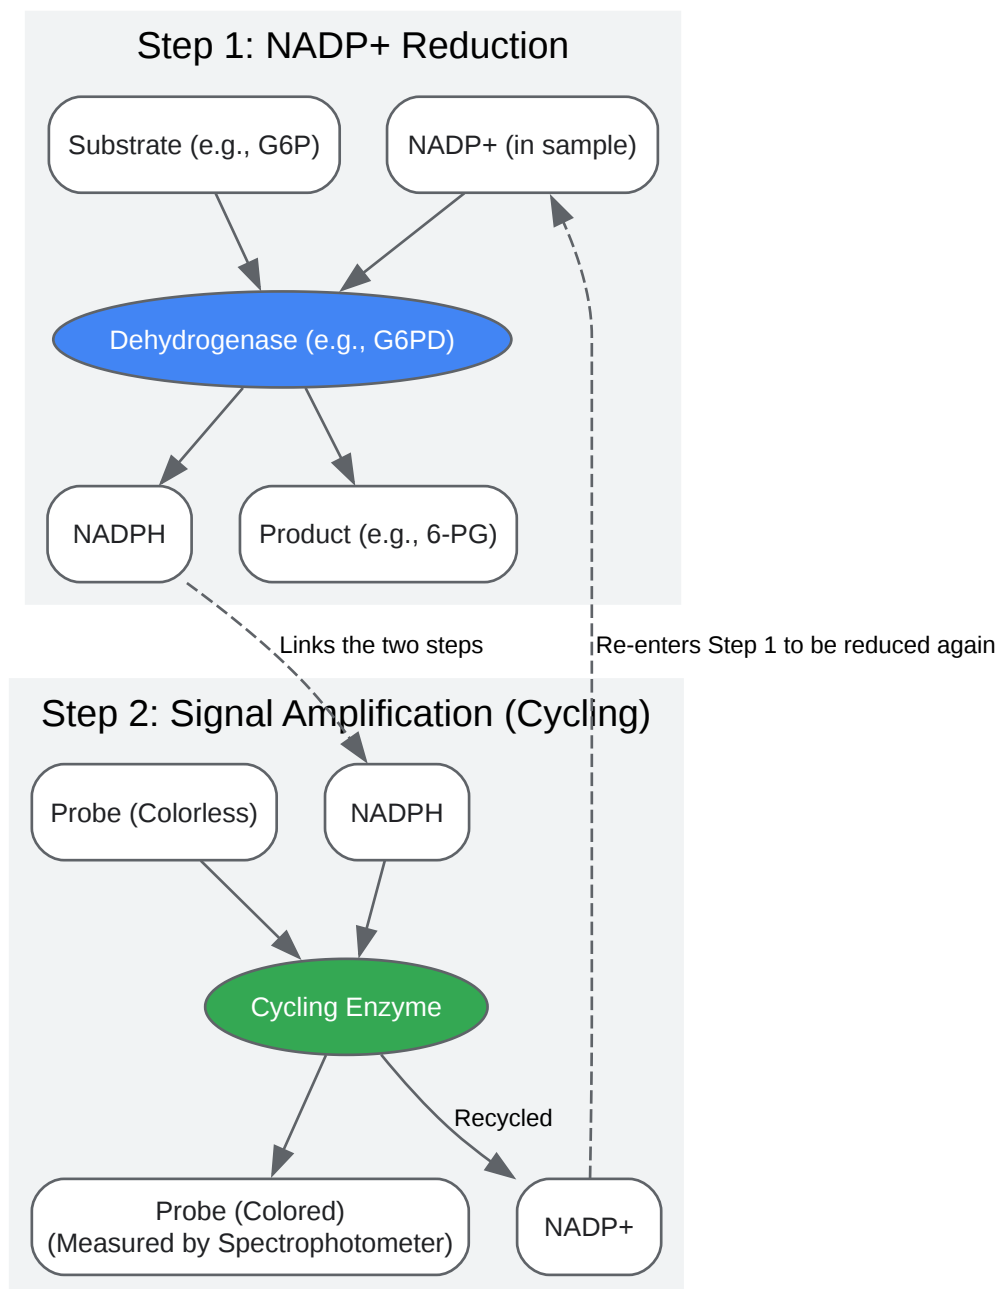 Step 1: NADP+ Reduction
Substrate (e.g., G6P)
NADP+ (in sample)
Dehydrogenase (e.g., G6PD)
NADPH
Product (e.g., 6-PG)
Links the two steps
Re-enters Step 1 to be reduced again
Step 2: Signal Amplification (Cycling)
Probe (Colorless)
NADPH
Cycling Enzyme
Recycled
Probe (Colored)
(Measured by Spectrophotometer)
NADP+